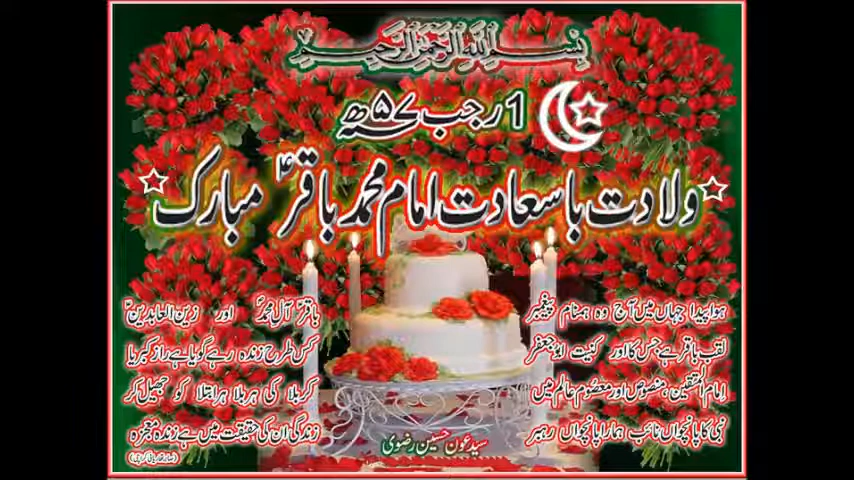 بسم اللہ الرحمن الرحیم
1 رجب ۵۷ھ
ولادت باسعادت امام محمد باقرؑ مبارک
ہوا پیدا جہاں میں آج وہ ہمنام پیغمبر
لقب باقر ہے جس کا اور کنیت ابو جعفر
امام المتقین، منصوص اور معصوم عالم میں
نبی کا پانچواں نائب ہمارا پانچواں رہبر
باقرؑ آل محمدؐ اور زین العابدینؑ
کس طرح زندہ رہے گویا ہے راز کبریا
کربلا کی ہر بلا ہر ابتلا کو جھیل کر
زندگی ان کی حقیقت میں ہے زندہ معجزہ
سید عون حسین رضوی